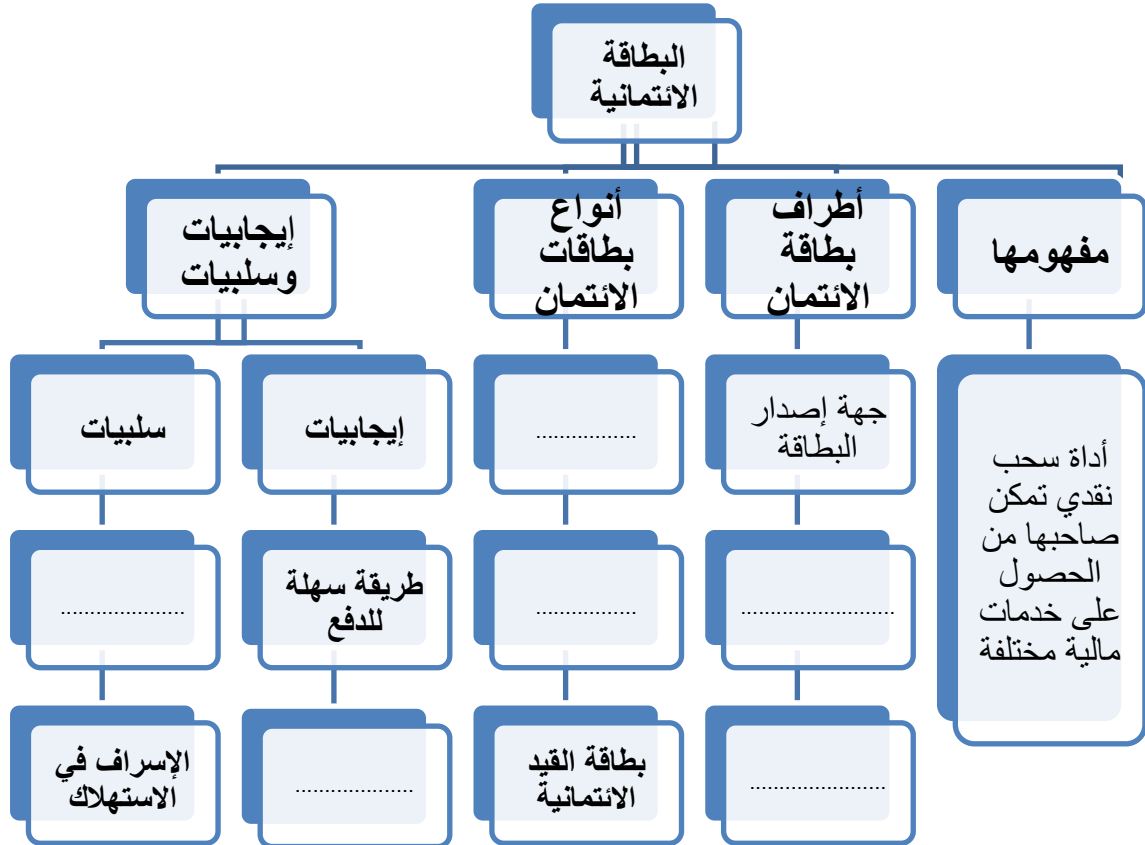 البطاقة
الائتمانية
مفهومها
أطراف
بطاقة
الائتمان
أنواع
بطاقات
الائتمان
إيجابيات
وسلبيات
أداة سحب
نقدي تمكن
صاحبها من
الحصول
على خدمات
مالية مختلفة
جهة إصدار
البطاقة
.................
إيجابيات
سلبيات
..........................
.................
طريقة سهلة
للدفع
.....................
.......................
بطاقة القيد
الائتمانية
....................
الإسراف في
الاستهلاك